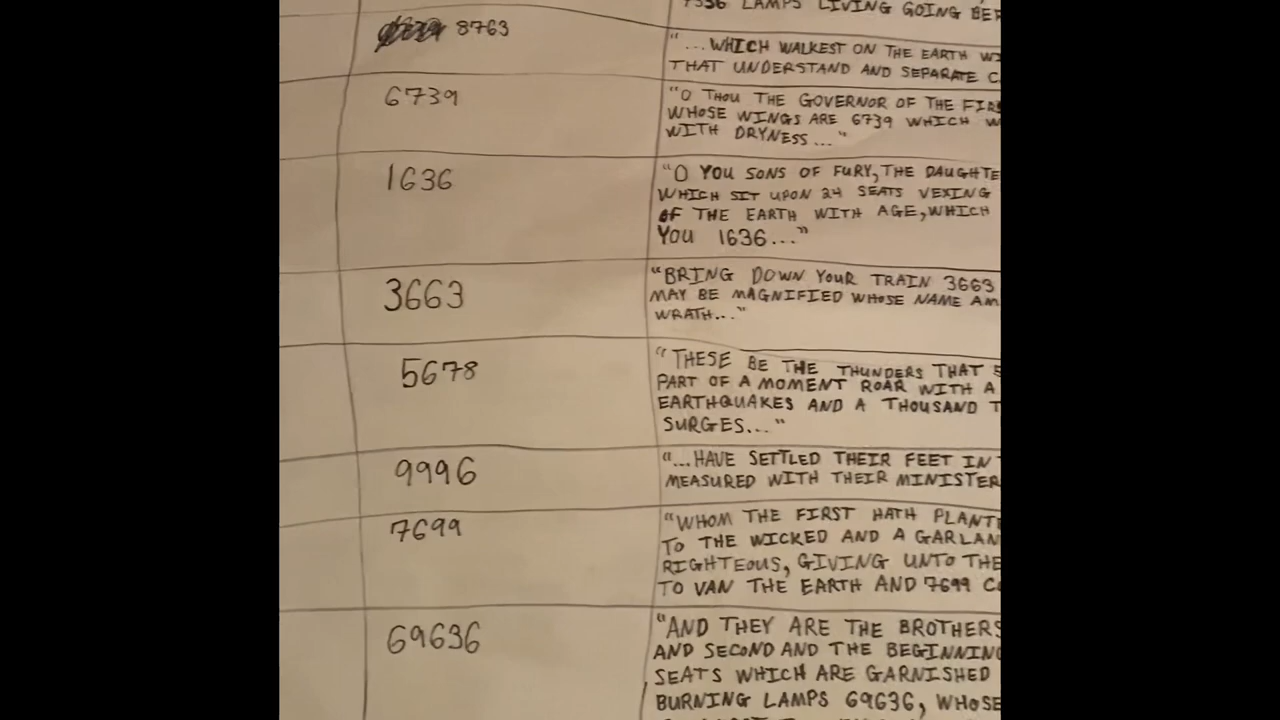 7336 LAMPS LIVING GOING
8763
"...WHICH WALKEST ON THE EARTH
THAT UNDERSTAND AND SEPARATE
6739
"O THOU THE GOVERNOR OF THE
WHOSE WINGS ARE 6739 WHICH
WITH DRYNESS..."
1636
"O YOU SONS OF FURY, THE
WHICH SIT UPON 24 SEATS VEXING
OF THE EARTH WITH AGE, WHICH
YOU 1636..."
3663
"BRING DOWN YOUR TRAIN 3663
MAY BE MAGNIFIED WHOSE NAME
WRATH..."
5678
"THESE BE THE THUNDERS THAT
PART OF A MOMENT ROAR WITH A
EARTHQUAKES AND A THOUSAND
SURGES..."
9996
"...HAVE SETTLED THEIR FEET IN
MEASURED WITH THEIR
7699
"WHOM THE FIRST HATH
TO THE WICKED AND A
RIGHTEOUS, GIVING UNTO
TO VAN THE EARTH AND 7699
69636
"AND THEY ARE THE BROTHERS
AND SECOND AND THE
SEATS WHICH ARE GARNISHED
BURNING LAMPS 69636, WHOSE